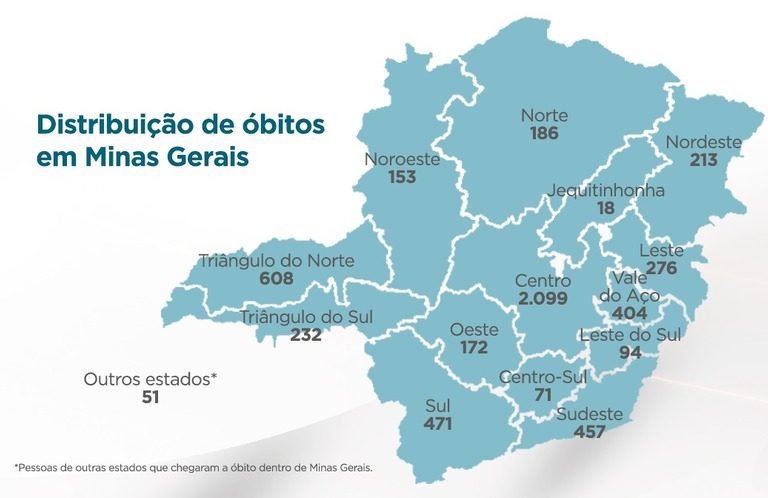 Distribuição de óbitos
em Minas Gerais
Norte
186
Nordeste
213
Noroeste
153
Jequitinhonha
18
Leste
276
Triângulo do Norte
608
Centro
2.099
Vale
do Aço
404
Triângulo do Sul
232
Oeste
172
Leste do Sul
94
Outros estados*
51
Centro-Sul
71
Sul
471
Sudeste
457
*Pessoas de outras estados que chegaram a óbito dentro de Minas Gerais.